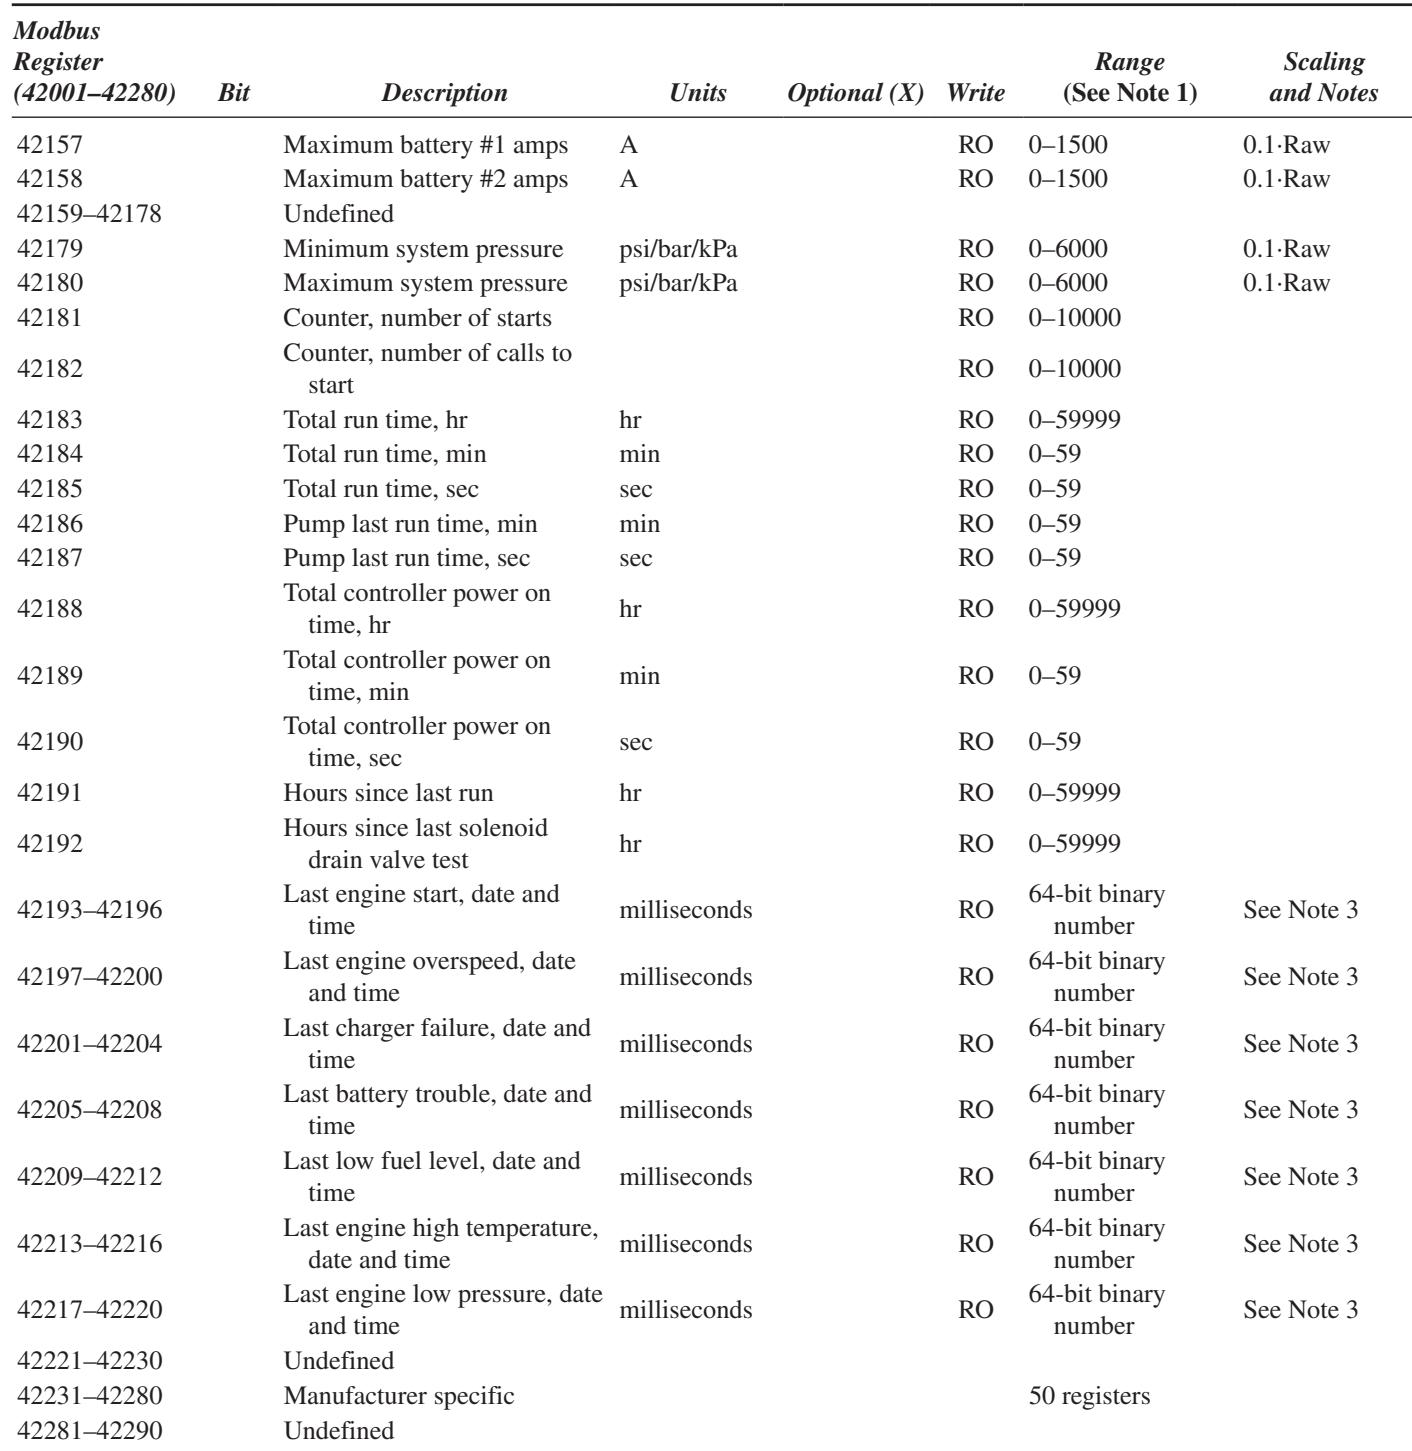 Modbus
Register
(42001–42280) Bit Description Units Optional (X) Write Range (See Note 1) Scaling and Notes
42157 Maximum battery #1 amps A RO 0–1500 0.1·Raw
42158 Maximum battery #2 amps A RO 0–1500 0.1·Raw
42159–42178 Undefined
42179 Minimum system pressure psi/bar/kPa RO 0–6000 0.1·Raw
42180 Maximum system pressure psi/bar/kPa RO 0–6000 0.1·Raw
42181 Counter, number of starts RO 0–10000
42182 Counter, number of calls to
start RO 0–10000
42183 Total run time, hr hr RO 0–59999
42184 Total run time, min min RO 0–59
42185 Total run time, sec sec RO 0–59
42186 Pump last run time, min min RO 0–59
42187 Pump last run time, sec sec RO 0–59
42188 Total controller power on
time, hr hr RO 0–59999
42189 Total controller power on
time, min min RO 0–59
42190 Total controller power on
time, sec sec RO 0–59
42191 Hours since last run hr RO 0–59999
42192 Hours since last solenoid
drain valve test hr RO 0–59999
42193–42196 Last engine start, date and
time milliseconds RO 64-bit binary
number See Note 3
42197–42200 Last engine overspeed, date
and time milliseconds RO 64-bit binary
number See Note 3
42201–42204 Last charger failure, date and
time milliseconds RO 64-bit binary
number See Note 3
42205–42208 Last battery trouble, date and
time milliseconds RO 64-bit binary
number See Note 3
42209–42212 Last low fuel level, date and
time milliseconds RO 64-bit binary
number See Note 3
42213–42216 Last engine high temperature,
date and time milliseconds RO 64-bit binary
number See Note 3
42217–42220 Last engine low pressure, date
and time milliseconds RO 64-bit binary
number See Note 3
42221–42230 Undefined
42231–42280 Manufacturer specific 50 registers
42281–42290 Undefined